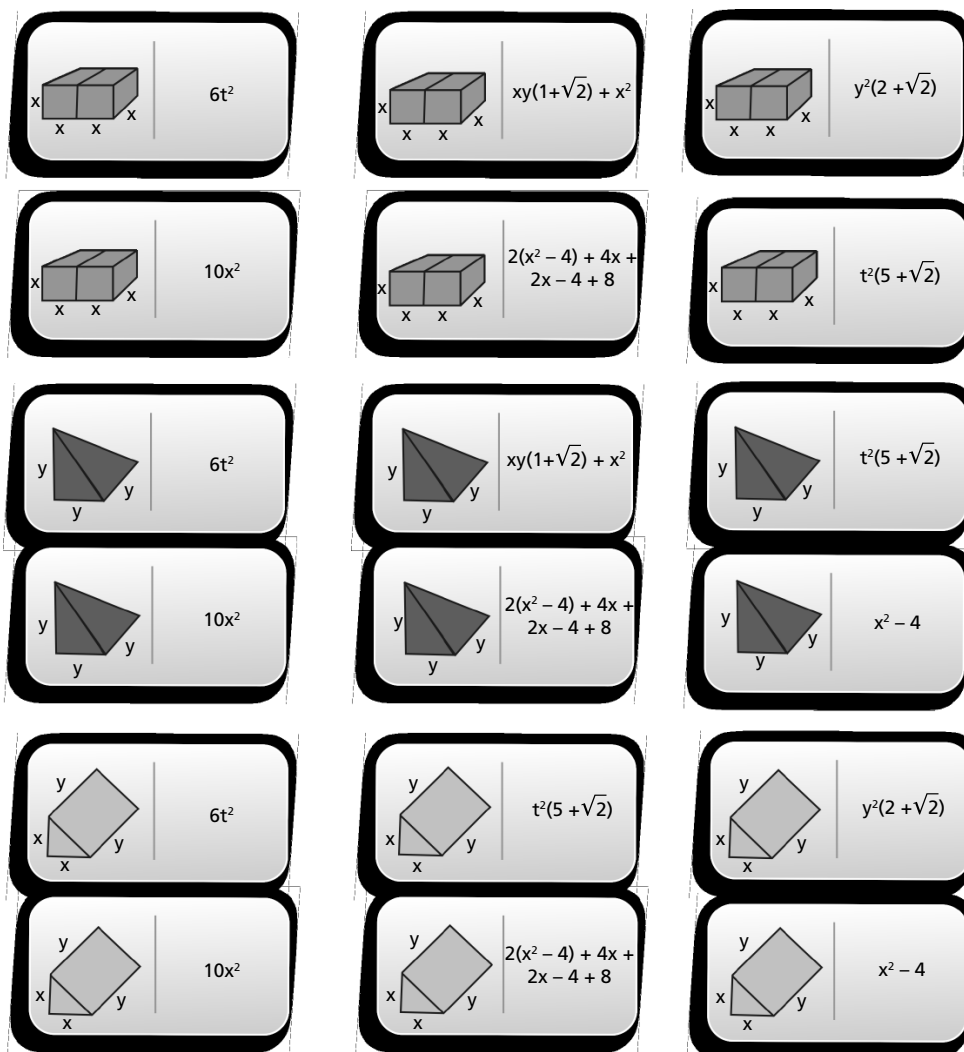 x
x
x
x
6t²
x
x
x
x
xy(1+√2) + x²
x
x
x
y²(2 +√2)
x
x
x
x
10x²
x
x
x
x
2(x² – 4) + 4x +
2x – 4 + 8
x
x
x
x
t²(5 +√2)
y
y
y
6t²
y
y
y
xy(1+√2) + x²
y
y
y
t²(5 +√2)
y
y
y
10x²
y
y
y
2(x² – 4) + 4x +
2x – 4 + 8
y
y
y
x² – 4
y
x
x
y
6t²
y
x
x
y
t²(5 +√2)
y
x
x
y
y²(2 +√2)
y
x
x
y
10x²
y
x
x
y
2(x² – 4) + 4x +
2x – 4 + 8
y
x
x
y
x² – 4